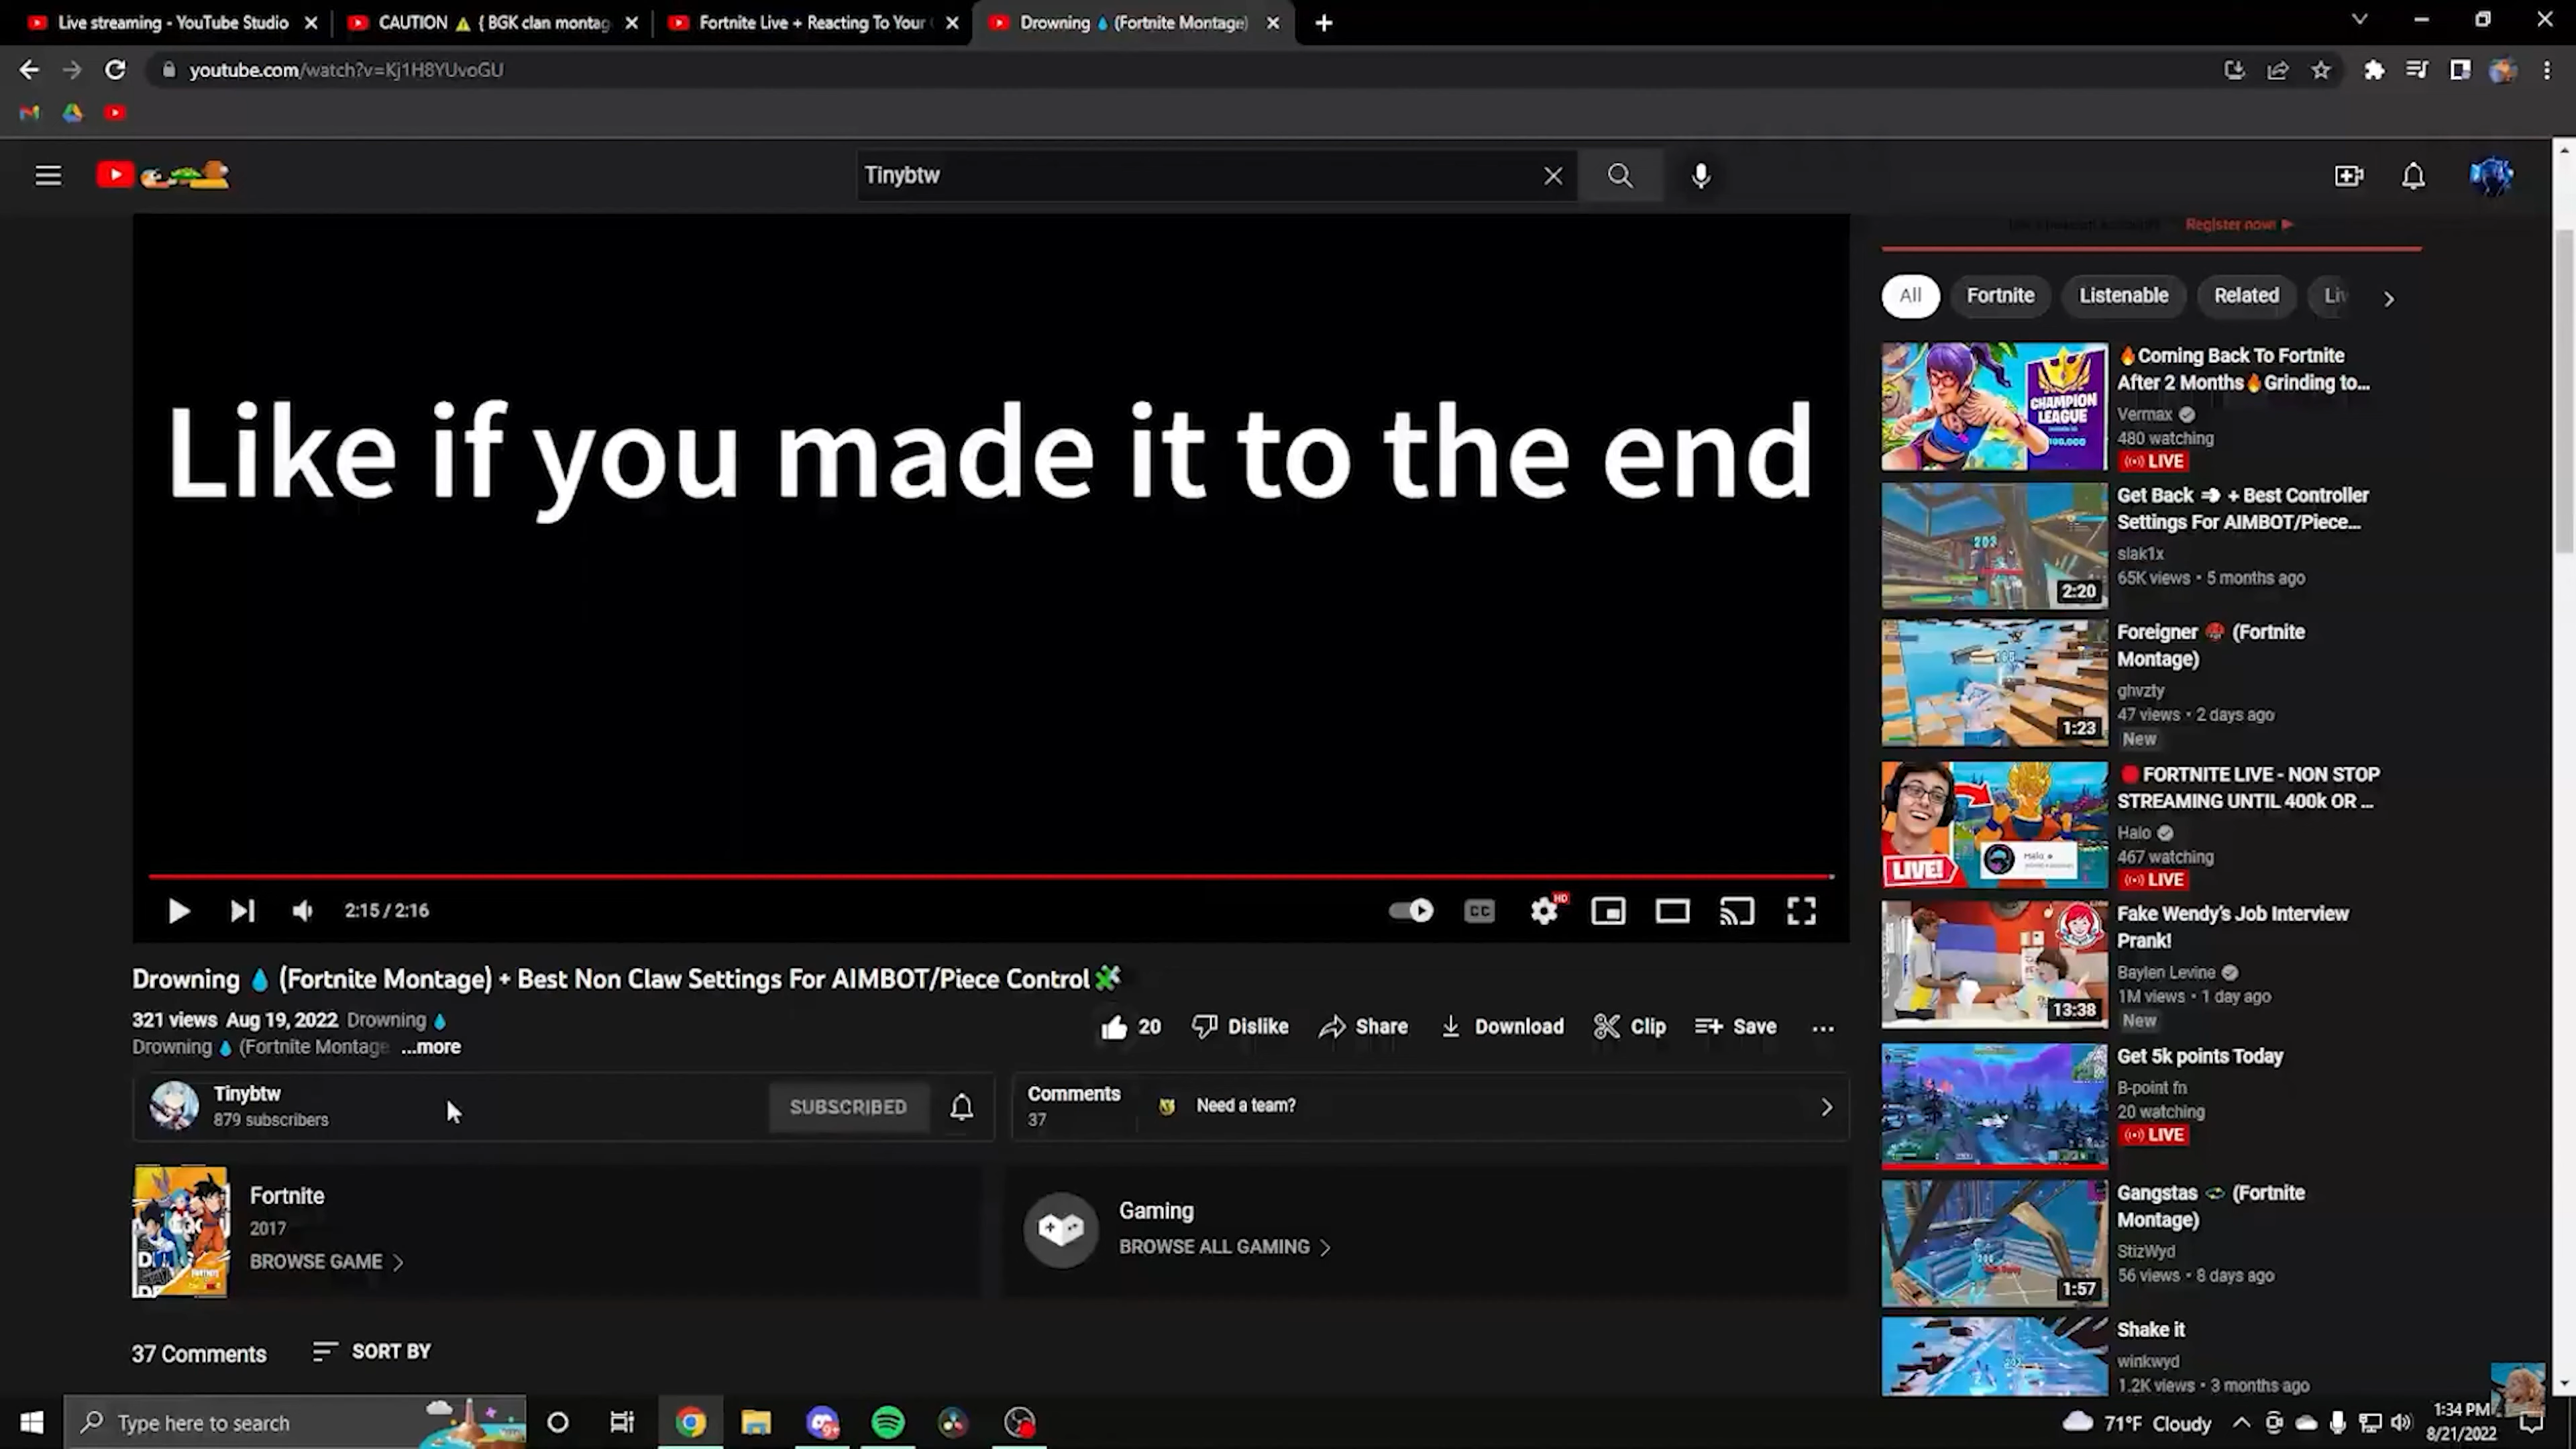 Live streaming - YouTube Studio
CAUTION ⚠ { BGK clan montag
Fortnite Live + Reacting To Your
Drowning 💧 (Fortnite Montage)
youtube.com/watch?v=Kj1H8YUvoGU
Tinybtw
Register now! ▶
All
Fortnite
Listenable
Related
Liv
Like if you made it to the end
2:15 / 2:16
CC
HD
Drowning 💧 (Fortnite Montage) + Best Non Claw Settings For AIMBOT/Piece Control🧩
321 views Aug 19, 2022 Drowning 💧
Drowning 💧 (Fortnite Montage ...more
20
Dislike
Share
Download
Clip
Save
...
Tinybtw
879 subscribers
SUBSCRIBED
Comments
37
Need a team?
Fortnite
2017
BROWSE GAME
Gaming
BROWSE ALL GAMING
37 Comments
SORT BY
CHAMPION
LEAGUE
100,000
🔥Coming Back To Fortnite
After 2 Months🔥Grinding to...
Vermax
480 watching
LIVE
203
2:20
Get Back + Best Controller
Settings For AIMBOT/Piece...
slak1x
65K views • 5 months ago
1:23
Foreigner (Fortnite
Montage)
ghvzty
47 views • 2 days ago
New
LIVE!
Halo
🔴FORTNITE LIVE - NON STOP
STREAMING UNTIL 400k OR ...
Halo
467 watching
LIVE
13:38
Fake Wendy's Job Interview
Prank!
Baylen Levine
1M views • 1 day ago
New
Get 5k points Today
B-point fn
20 watching
LIVE
1:57
Gangstas (Fortnite
Montage)
StizWyd
56 views • 8 days ago
Shake it
winkwyd
1.2K views • 3 months ago
Type here to search
9+
71°F Cloudy
1:34 PM
8/21/2022